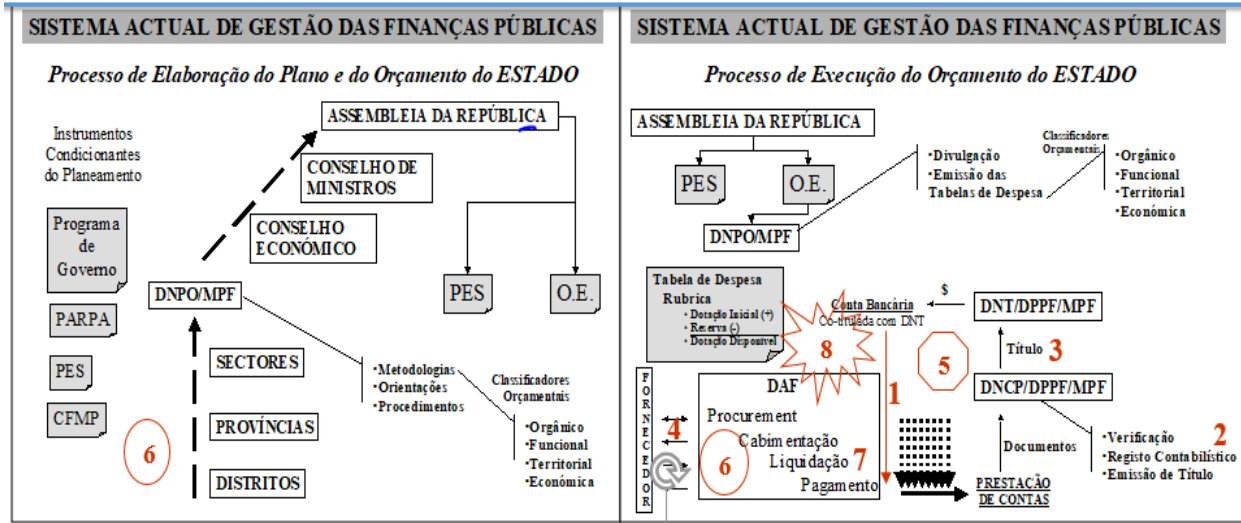 SISTEMA ACTUAL DE GESTÃO DAS FINANÇAS PÚBLICAS
Processo de Elaboração do Plano e do Orçamento do ESTADO
ASSEMBLEIA DA REPÚBLICA
Instrumentos
Condicionantes
do Planeamento
CONSELHO DE
MINISTROS
CONSELHO
ECONÓMICO
Programa
de
Governo
PARPA
PES
CFMP
DNPO/MPF
PES
O.E.
SECTORES
PROVÍNCIAS
DISTRITOS
6
•Metodologias
•Orientações
•Procedimentos
Classificadores
Orçamentais
•Orgânico
•Funcional
•Territorial
•Económica
SISTEMA ACTUAL DE GESTÃO DAS FINANÇAS PÚBLICAS
Processo de Execução do Orçamento do ESTADO
ASSEMBLEIA DA REPÚBLICA
PES
O.E.
DNPO/MPF
•Divulgação
•Emissão das
Tabelas de Despesa
Classificadores
Orçamentais
•Orgânico
•Funcional
•Territorial
•Económica
Tabela de Despesa
Rubrica
•Dotação Inicial (+)
•Reserva (-)
•Dotação Disponível
8
Conta Bancária
Co-titulada com DNT
$
DNT/DPPF/MPF
5
Título 3
DNCP/DPPF/MPF
1
FORNECEDOR
4
DAF
Procurement
Cabimentação
Liquidação 7
Pagamento
6
Documentos
PRESTAÇÃO
DE CONTAS
•Verificação
•Registo Contabilístico
•Emissão de Título
2